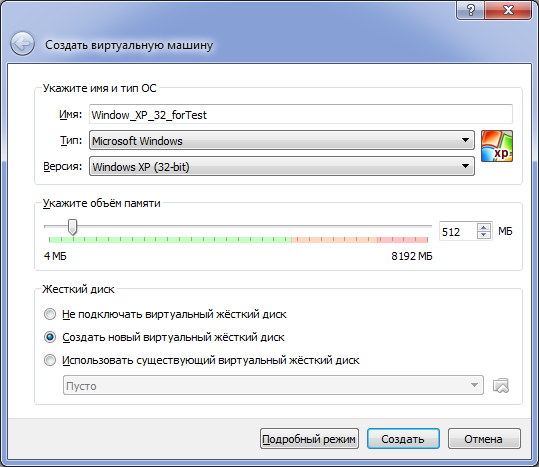 Создать виртуальную машину
Укажите имя и тип ОС
Имя: Window_XP_32_forTest
Тип: Microsoft Windows
Версия: Windows XP (32-bit)
xp
Укажите объём памяти
512 МБ
4 МБ 8192 МБ
Жесткий диск
Не подключать виртуальный жёсткий диск
Создать новый виртуальный жёсткий диск
Использовать существующий виртуальный жёсткий диск
Пусто
Подробный режим Создать Отмена